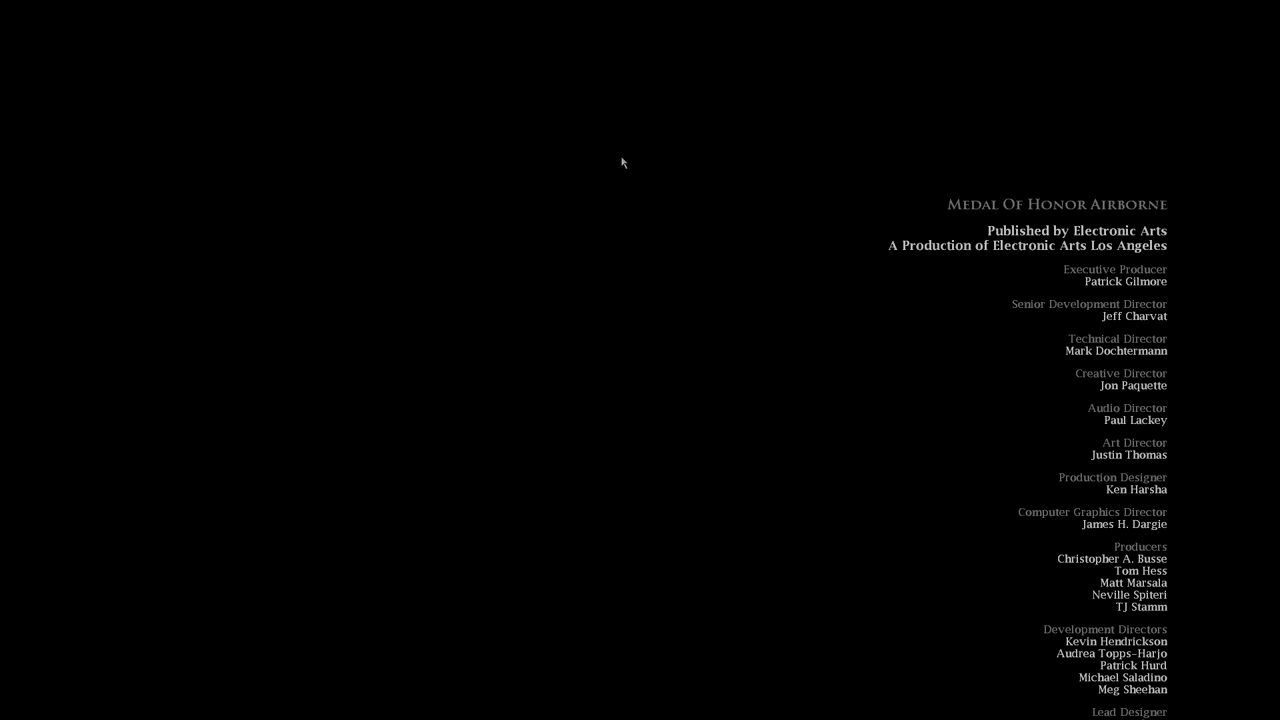 Medal Of Honor Airborne
Published by Electronic Arts
A Production of Electronic Arts Los Angeles
Executive Producer
Patrick Gilmore
Senior Development Director
Jeff Charvat
Technical Director
Mark Dochtermann
Creative Director
Jon Paquette
Audio Director
Paul Lackey
Art Director
Justin Thomas
Production Designer
Ken Harsha
Computer Graphics Director
James H. Dargie
Producers
Christopher A. Busse
Tom Hess
Matt Marsala
Neville Spiteri
TJ Stamm
Development Directors
Kevin Hendrickson
Audrea Topps-Harjo
Patrick Hurd
Michael Saladino
Meg Sheehan
Lead Designer